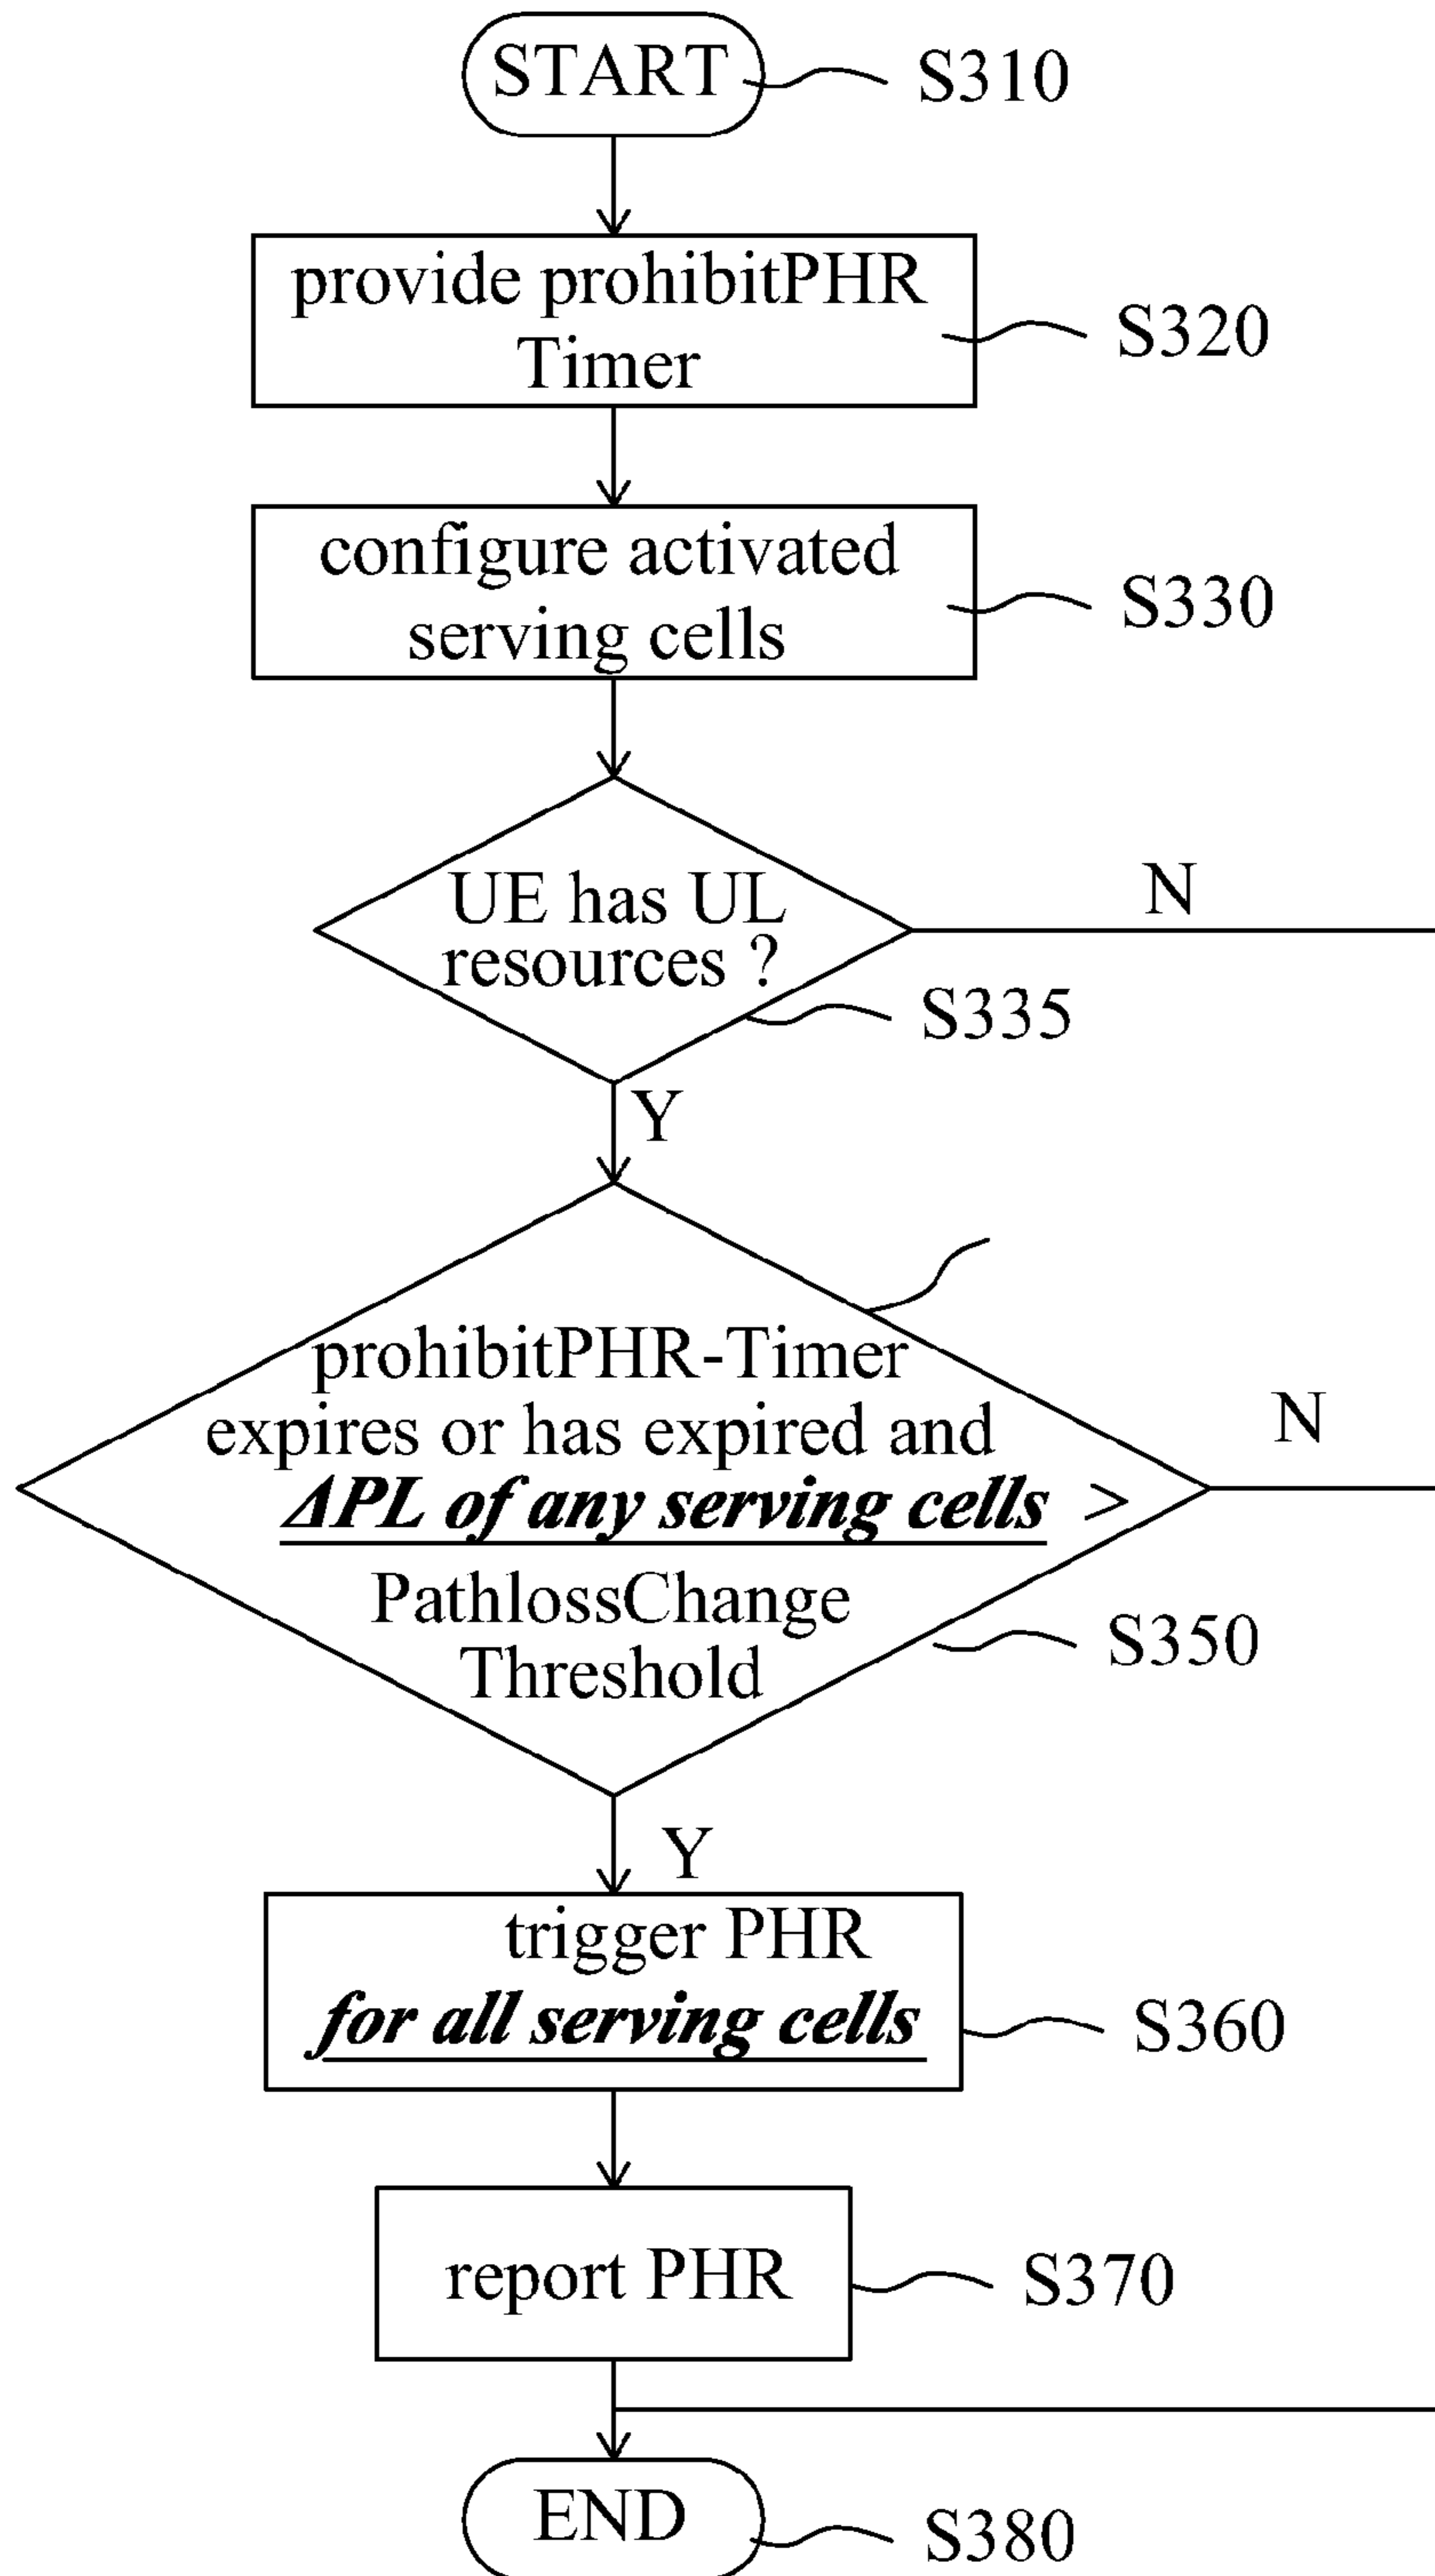 START
S310
provide prohibitPHR
Timer
S320
configure activated
serving cells
S330
UE has UL
resources ?
N
S335
Y
prohibitPHR-Timer
expires or has expired and
ΔPL of any serving cells >
N
PathlossChange
Threshold
S350
Y
trigger PHR
for all serving cells
S360
report PHR
S370
END
S380